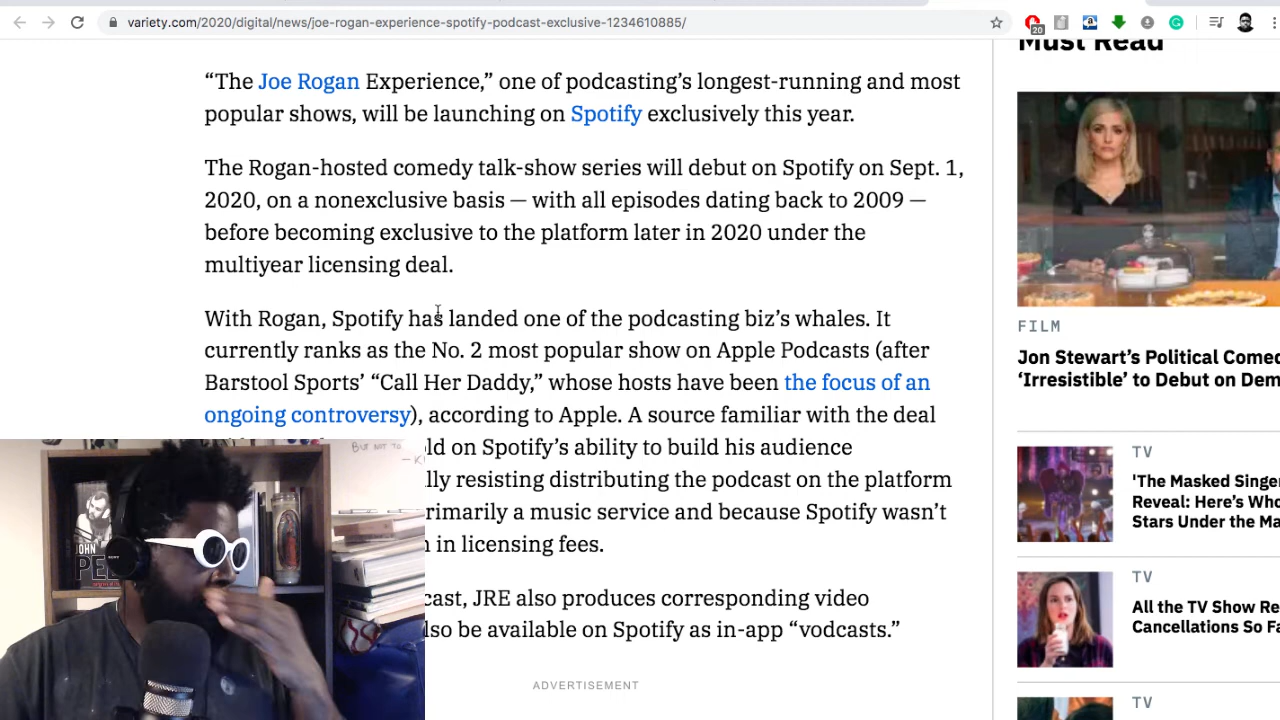 variety.com/2020/digital/news/joe-rogan-experience-spotify-podcast-exclusive-1234610885/
20
“The Joe Rogan Experience,” one of podcasting’s longest-running and most
popular shows, will be launching on Spotify exclusively this year.
The Rogan-hosted comedy talk-show series will debut on Spotify on Sept. 1,
2020, on a nonexclusive basis — with all episodes dating back to 2009 —
before becoming exclusive to the platform later in 2020 under the
multiyear licensing deal.
With Rogan, Spotify has landed one of the podcasting biz’s whales. It
currently ranks as the No. 2 most popular show on Apple Podcasts (after
Barstool Sports’ “Call Her Daddy,” whose hosts have been the focus of an
ongoing controversy), according to Apple. A source familiar with the deal
ld on Spotify’s ability to build his audience
lly resisting distributing the podcast on the platform
rimarily a music service and because Spotify wasn’t
in licensing fees.
cast, JRE also produces corresponding video
lso be available on Spotify as in-app “vodcasts.”
ADVERTISEMENT
Must Read
FILM
Jon Stewart’s Political Come
‘Irresistible’ to Debut on Dem
TV
'The Masked Singe
Reveal: Here’s Who
Stars Under the Ma
TV
All the TV Show Re
Cancellations So Fa
TV
BUT NOT TO
JOHN
PEEL
SONY